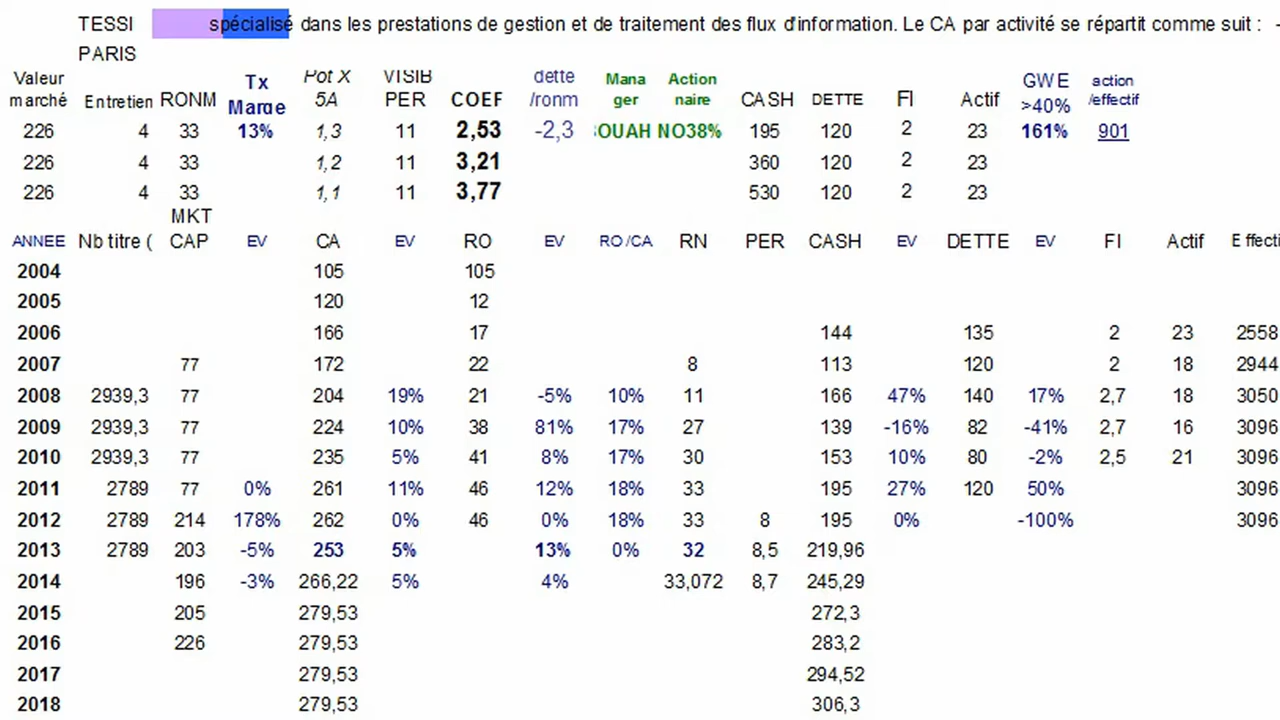 TESSI spécialisé dans les prestations de gestion et de traitement des flux d'information. Le CA par activité se répartit comme suit : -
PARIS
Valeur marché Entretien RONM Tx Marge Pot X 5A VISIB PER COEF dette /ronm Mana ger Action naire CASH DETTE FI Actif GWE >40% action /effectif
226 4 33 13% 1,3 11 2,53 -2,3 OUAH NO38% 195 120 2 23 161% 901
226 4 33 1,2 11 3,21 360 120 2 23
226 4 33 1,1 11 3,77 530 120 2 23
ANNEE Nb titre ( MKT CAP EV CA EV RO EV RO/CA RN PER CASH EV DETTE EV FI Actif Effecti
2004 105 105
2005 120 12
2006 166 17 144 135 2 23 2558
2007 77 172 22 8 113 120 2 18 2944
2008 2939,3 77 204 19% 21 -5% 10% 11 166 47% 140 17% 2,7 18 3050
2009 2939,3 77 224 10% 38 81% 17% 27 139 -16% 82 -41% 2,7 16 3096
2010 2939,3 77 235 5% 41 8% 17% 30 153 10% 80 -2% 2,5 21 3096
2011 2789 77 0% 261 11% 46 12% 18% 33 195 27% 120 50% 3096
2012 2789 214 178% 262 0% 46 0% 18% 33 8 195 0% -100% 3096
2013 2789 203 -5% 253 5% 13% 0% 32 8,5 219,96
2014 196 -3% 266,22 5% 4% 33,072 8,7 245,29
2015 205 279,53 272,3
2016 226 279,53 283,2
2017 279,53 294,52
2018 279,53 306,3